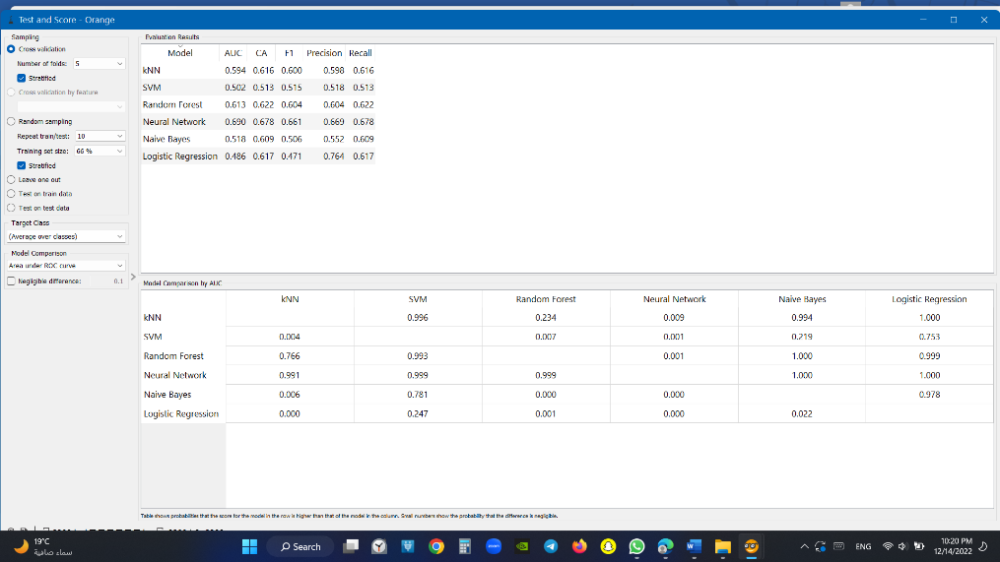 Test and Score - Orange
Sampling
Cross validation
Number of folds: 5
Stratified
Cross validation by feature
Random sampling
Repeat train/test: 10
Training set size: 66 %
Stratified
Leave one out
Test on train data
Test on test data
Target Class
(Average over classes)
Model Comparison
Area under ROC curve
Negligible difference: 0.1
Evaluation Results
Model AUC CA F1 Precision Recall
kNN 0.594 0.616 0.600 0.598 0.616
SVM 0.502 0.513 0.515 0.518 0.513
Random Forest 0.613 0.622 0.604 0.604 0.622
Neural Network 0.690 0.678 0.661 0.669 0.678
Naive Bayes 0.518 0.609 0.506 0.552 0.609
Logistic Regression 0.486 0.617 0.471 0.764 0.617
Model Comparison by AUC
kNN SVM Random Forest Neural Network Naive Bayes Logistic Regression
kNN 0.996 0.234 0.009 0.994 1.000
SVM 0.004 0.007 0.001 0.219 0.753
Random Forest 0.766 0.993 0.001 1.000 0.999
Neural Network 0.991 0.999 0.999 1.000 1.000
Naive Bayes 0.006 0.781 0.000 0.000 0.978
Logistic Regression 0.000 0.247 0.001 0.000 0.022
Table shows probabilities that the score for the model in the row is higher than that of the model in the column. Small numbers show the probability that the difference is negligible.
19°C
سماء صافية
Search
zoom
ENG
10:20 PM
12/14/2022